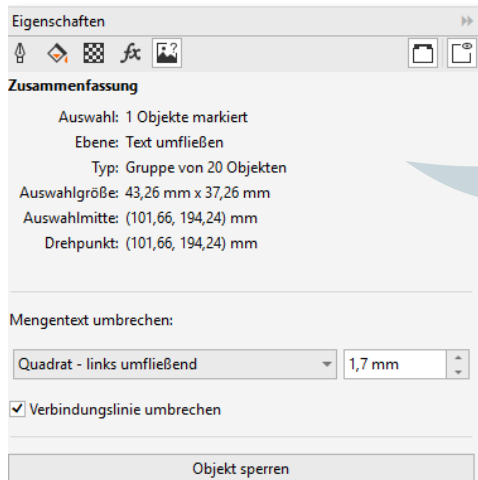 Eigenschaften
fx
Zusammenfassung
Auswahl: 1 Objekte markiert
Ebene: Text umfließen
Typ: Gruppe von 20 Objekten
Auswahlgröße: 43,26 mm x 37,26 mm
Auswahlmitte: (101,66, 194,24) mm
Drehpunkt: (101,66, 194,24) mm
Mengentext umbrechen:
Quadrat - links umfließend 1,7 mm
Verbindungslinie umbrechen
Objekt sperren